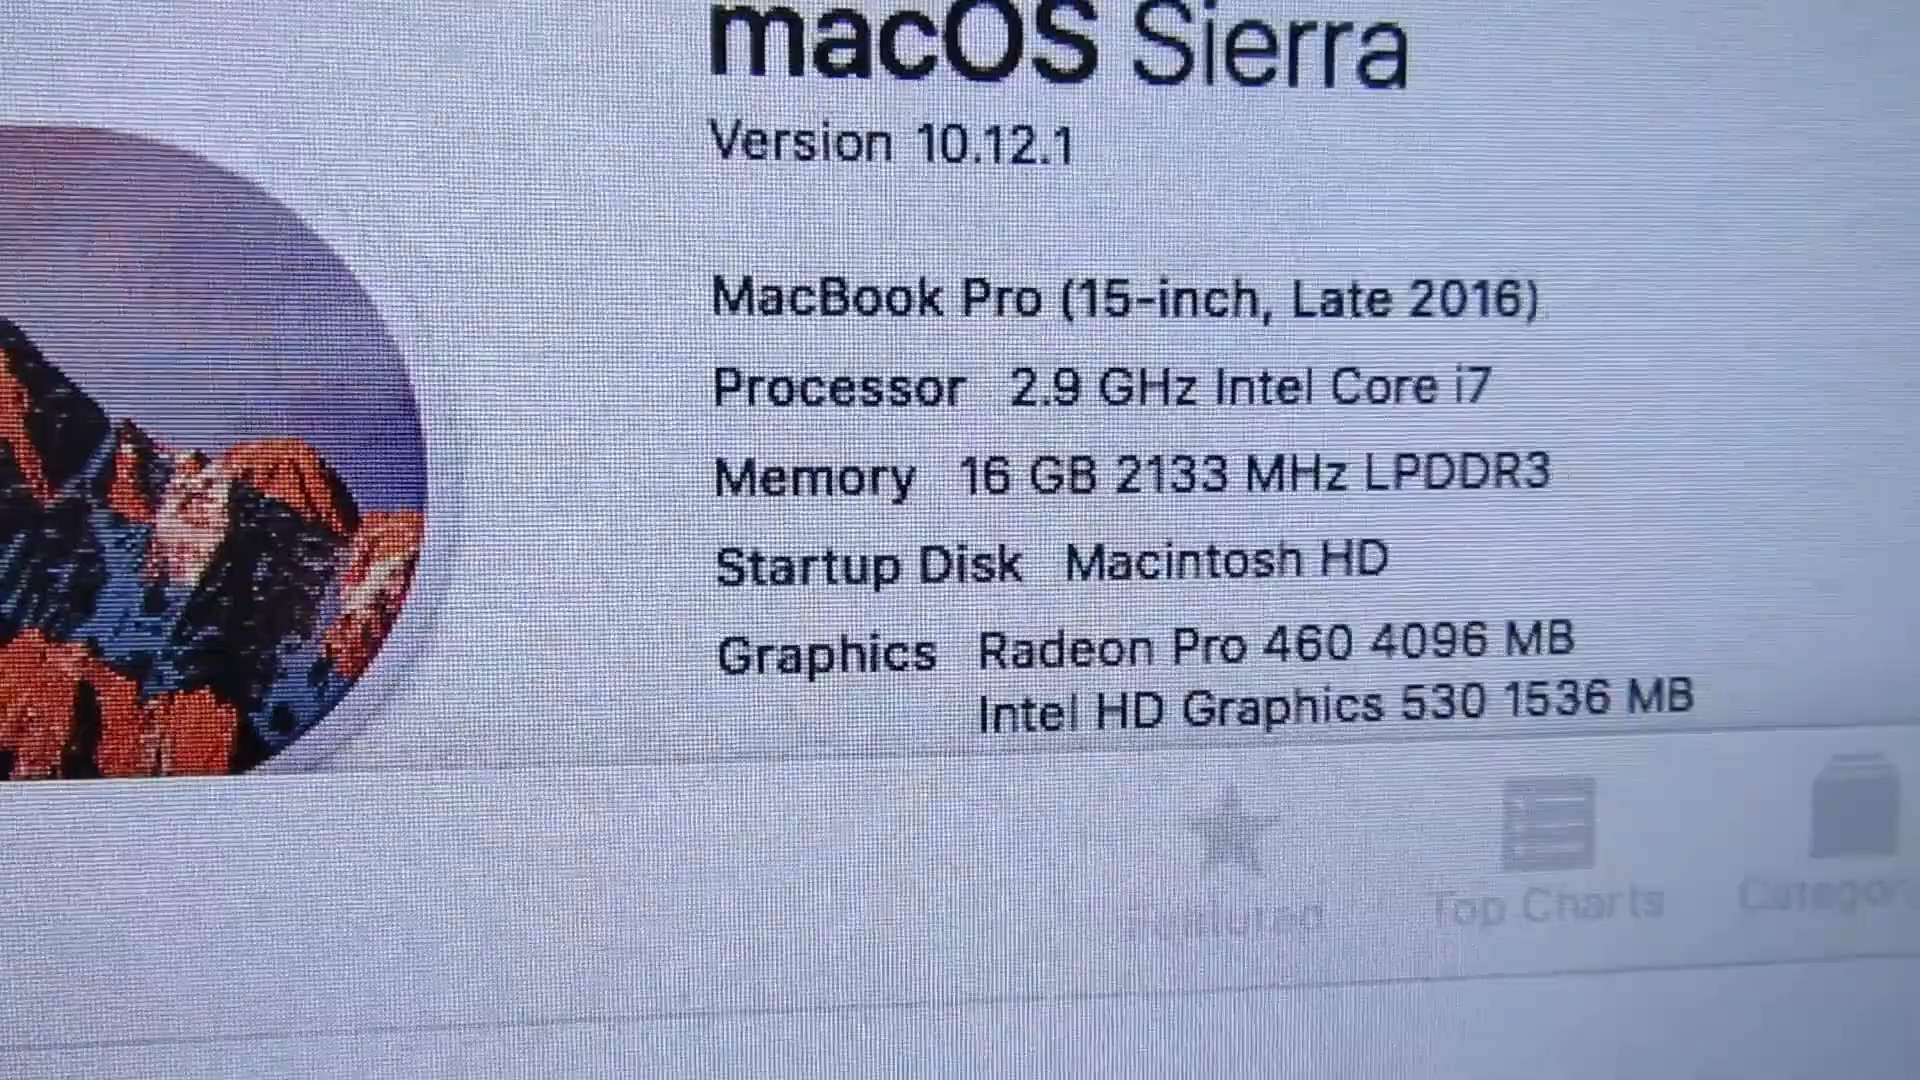 macOS Sierra
Version 10.12.1
MacBook Pro (15-inch, Late 2016)
Processor 2.9 GHz Intel Core i7
Memory 16 GB 2133 MHz LPDDR3
Startup Disk Macintosh HD
Graphics Radeon Pro 460 4096 MB
Intel HD Graphics 530 1536 MB
Featured Top Charts